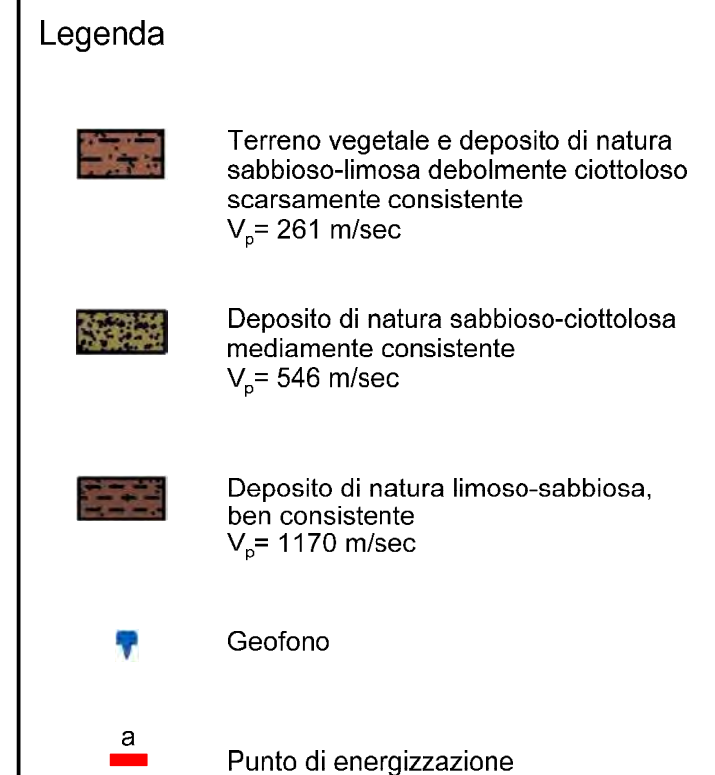 Legenda
Terreno vegetale e deposito di natura
sabbioso-limosa debolmente ciottoloso
scarsamente consistente
Vp= 261 m/sec
Deposito di natura sabbioso-ciottolosa
mediamente consistente
Vp= 546 m/sec
Deposito di natura limoso-sabbiosa,
ben consistente
Vp= 1170 m/sec
Geofono
a
Punto di energizzazione